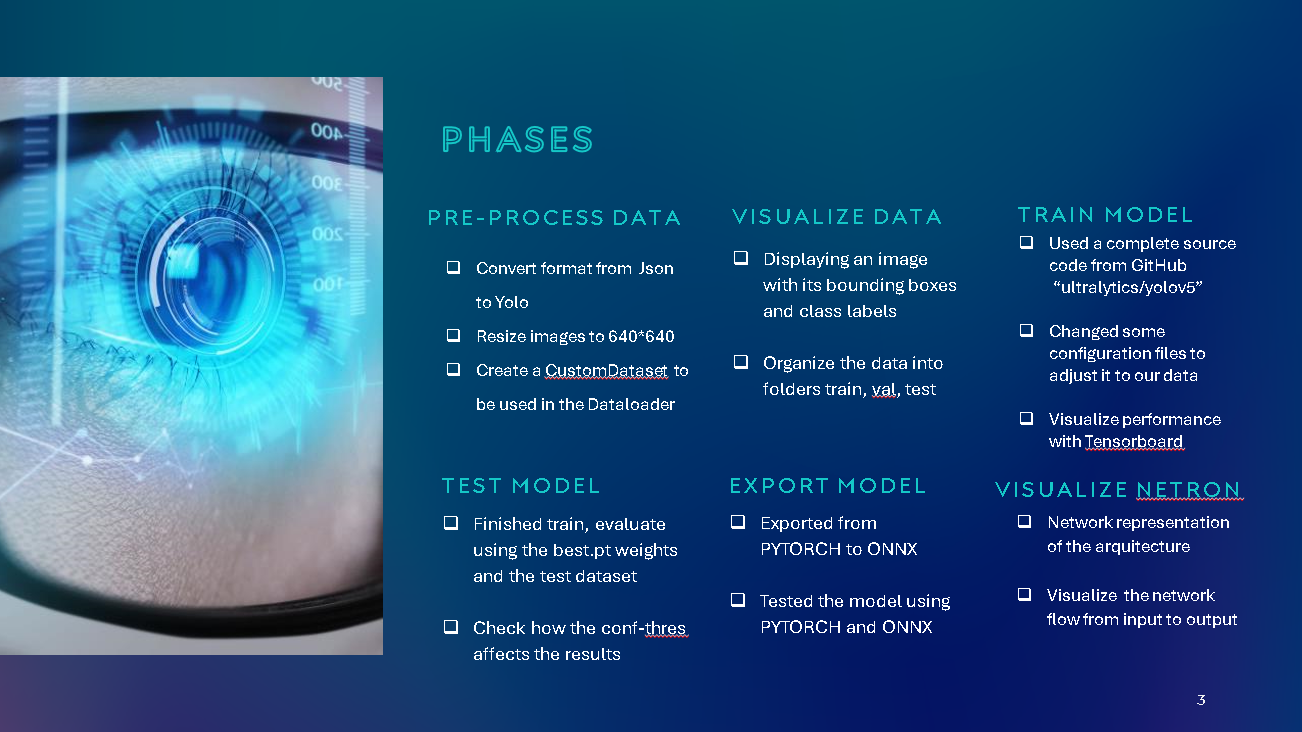 500
400
300
200
100
PHASES
PRE-PROCESS DATA
Convert format from Json
to Yolo
Resize images to 640*640
Create a CustomDataset to
be used in the Dataloader
VISUALIZE DATA
Displaying an image
with its bounding boxes
and class labels
Organize the data into
folders train, val, test
TRAIN MODEL
Used a complete source
code from GitHub
“ultralytics/yolov5”
Changed some
configuration files to
adjust it to our data
Visualize performance
with Tensorboard
TEST MODEL
Finished train, evaluate
using the best.pt weights
and the test dataset
Check how the conf-thres
affects the results
EXPORT MODEL
Exported from
PYTORCH to ONNX
Tested the model using
PYTORCH and ONNX
VISUALIZE NETRON
Network representation
of the arquitecture
Visualize the network
flow from input to output
3